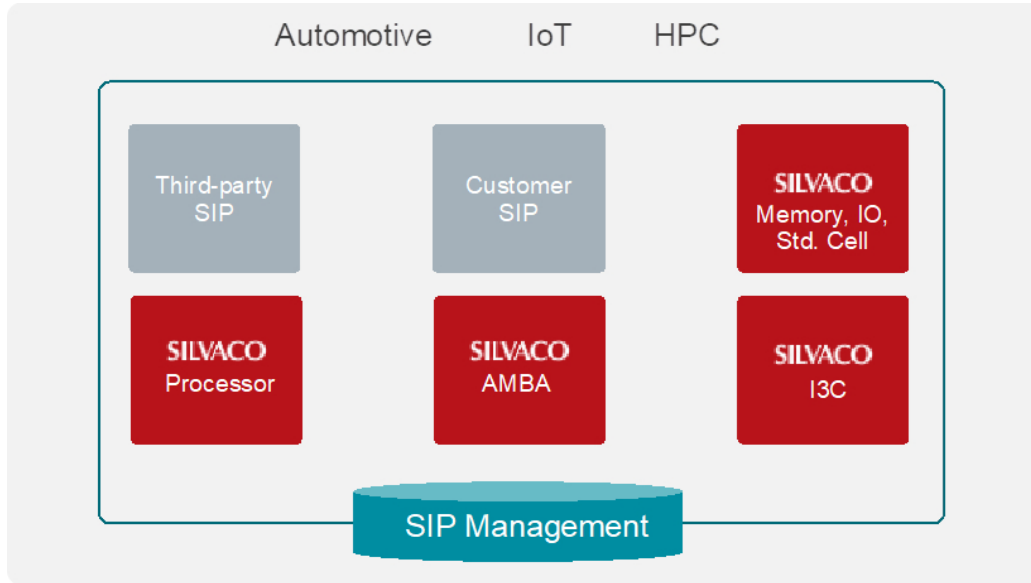 Automotive IoT HPC
Third-party
SIP
Customer
SIP
SILVACO
Memory, IO,
Std. Cell
SILVACO
Processor
SILVACO
AMBA
SILVACO
I3C
SIP Management